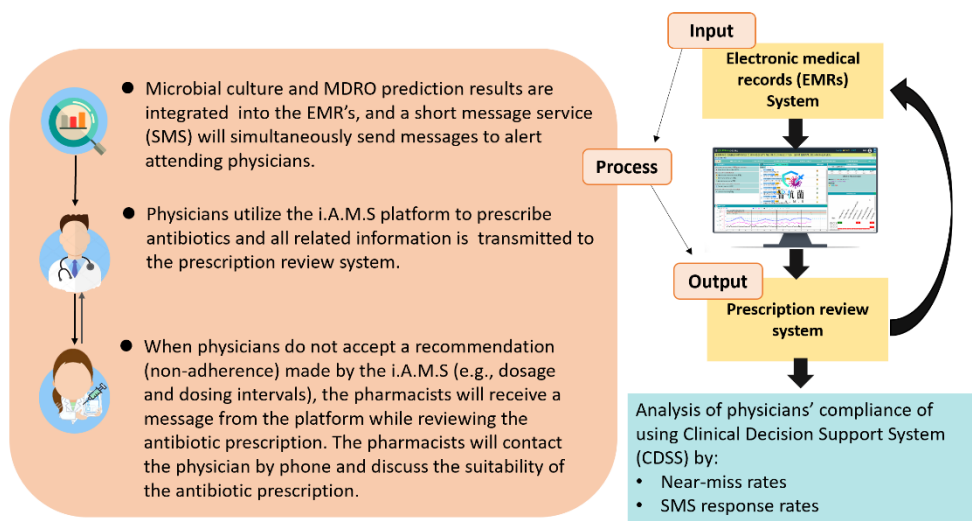 Microbial culture and MDRO prediction results are
integrated into the EMR's, and a short message service
(SMS) will simultaneously send messages to alert
attending physicians.
Physicians utilize the i.A.M.S platform to prescribe
antibiotics and all related information is transmitted to
the prescription review system.
When physicians do not accept a recommendation
(non-adherence) made by the i.A.M.S (e.g., dosage
and dosing intervals), the pharmacists will receive a
message from the platform while reviewing the
antibiotic prescription. The pharmacists will contact
the physician by phone and discuss the suitability of
the antibiotic prescription.
Input
Electronic medical
records (EMRs)
System
Process
Output
Prescription review
system
Analysis of physicians' compliance of
using Clinical Decision Support System
(CDSS) by:
• Near-miss rates
• SMS response rates